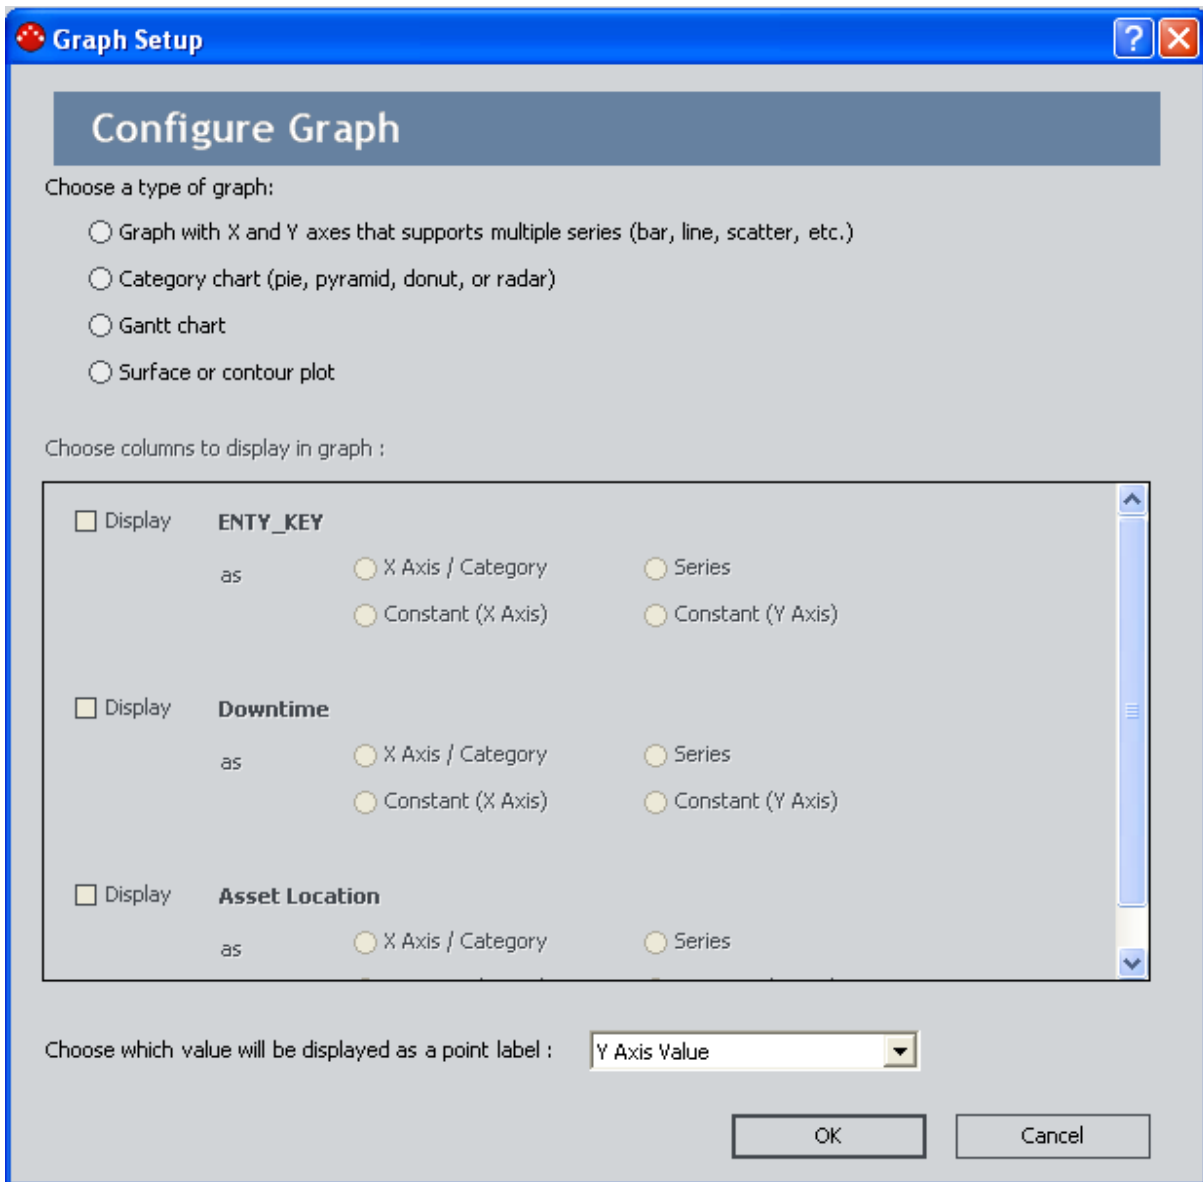 Graph Setup
Configure Graph
Choose a type of graph:
Graph with X and Y axes that supports multiple series (bar, line, scatter, etc.)
Category chart (pie, pyramid, donut, or radar)
Gantt chart
Surface or contour plot
Choose columns to display in graph :
Display ENTY_KEY
as X Axis / Category Series
Constant (X Axis) Constant (Y Axis)
Display Downtime
as X Axis / Category Series
Constant (X Axis) Constant (Y Axis)
Display Asset Location
as X Axis / Category Series
Choose which value will be displayed as a point label : Y Axis Value
OK Cancel